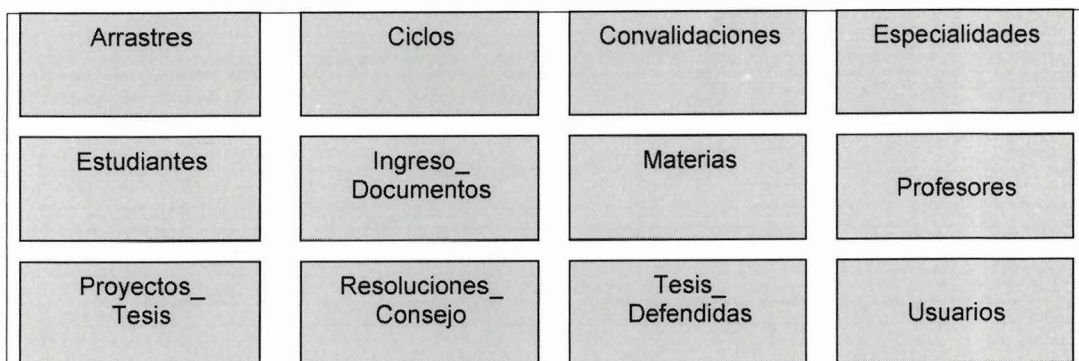 Arrastres
Ciclos
Convalidaciones
Especialidades
Estudiantes
Ingreso_
Documentos
Materias
Profesores
Proyectos_
Tesis
Resoluciones_
Consejo
Tesis_
Defendidas
Usuarios